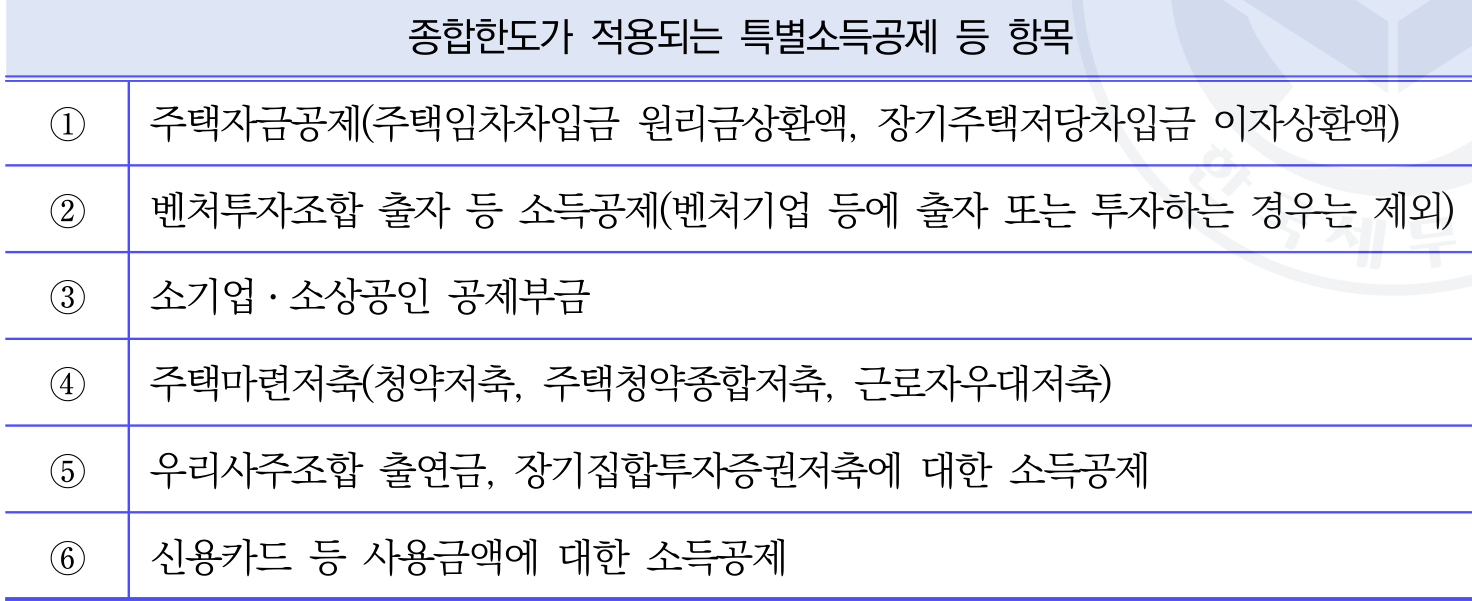 종합한도가 적용되는 특별소득공제 등 항목
① 주택자금공제(주택임차차입금 원리금상환액, 장기주택저당차입금 이자상환액)
② 벤처투자조합 출자 등 소득공제(벤처기업 등에 출자 또는 투자하는 경우는 제외)
③ 소기업·소상공인 공제부금
④ 주택마련저축(청약저축, 주택청약종합저축, 근로자우대저축)
⑤ 우리사주조합 출연금, 장기집합투자증권저축에 대한 소득공제
⑥ 신용카드 등 사용금액에 대한 소득공제